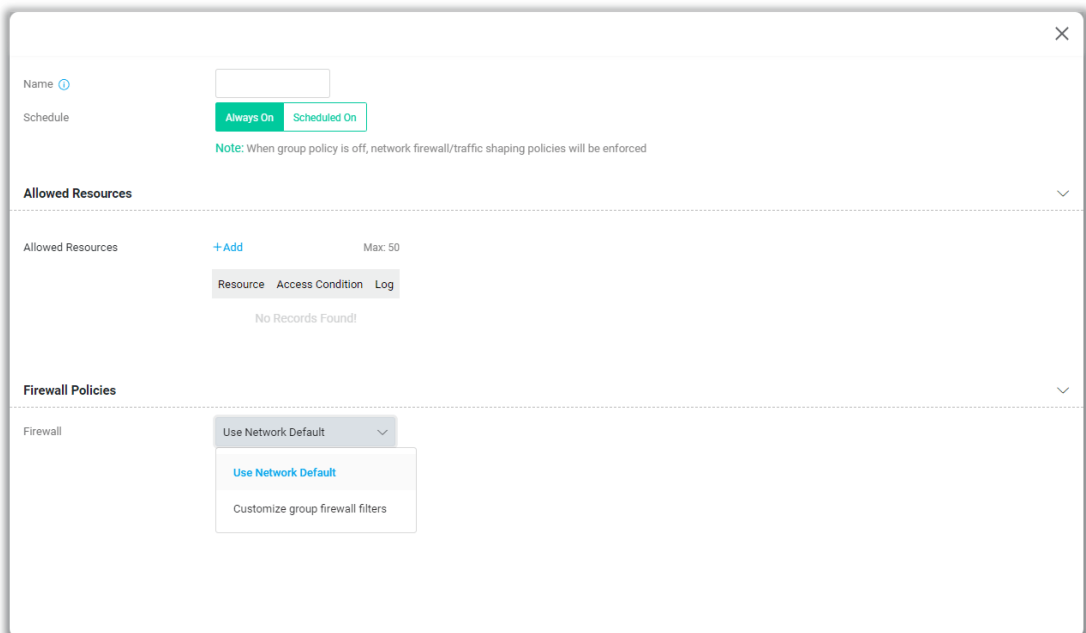 Name
Schedule
Always On Scheduled On
Note: When group policy is off, network firewall/traffic shaping policies will be enforced
Allowed Resources
Allowed Resources +Add Max: 50
Resource Access Condition Log
No Records Found!
Firewall Policies
Firewall Use Network Default
Use Network Default
Customize group firewall filters